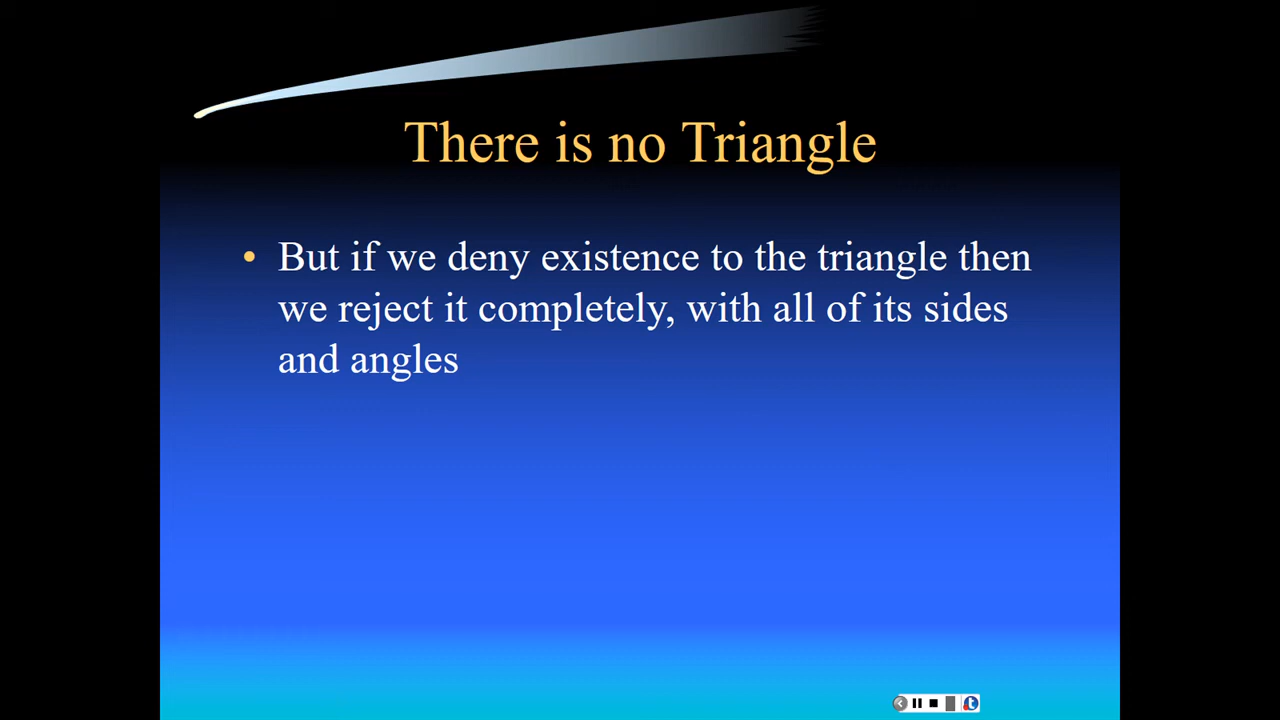 There is no Triangle
• But if we deny existence to the triangle then
we reject it completely, with all of its sides
and angles